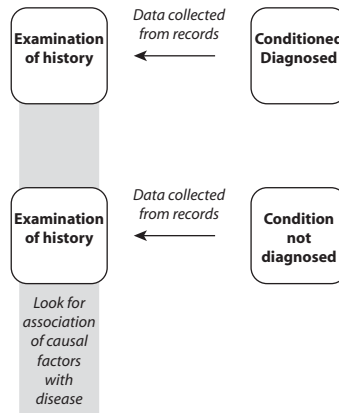 Examination
of history
Data collected
from records
Conditioned
Diagnosed
Examination
of history
Data collected
from records
Condition
not
diagnosed
Look for
association
of causal
factors
with
disease